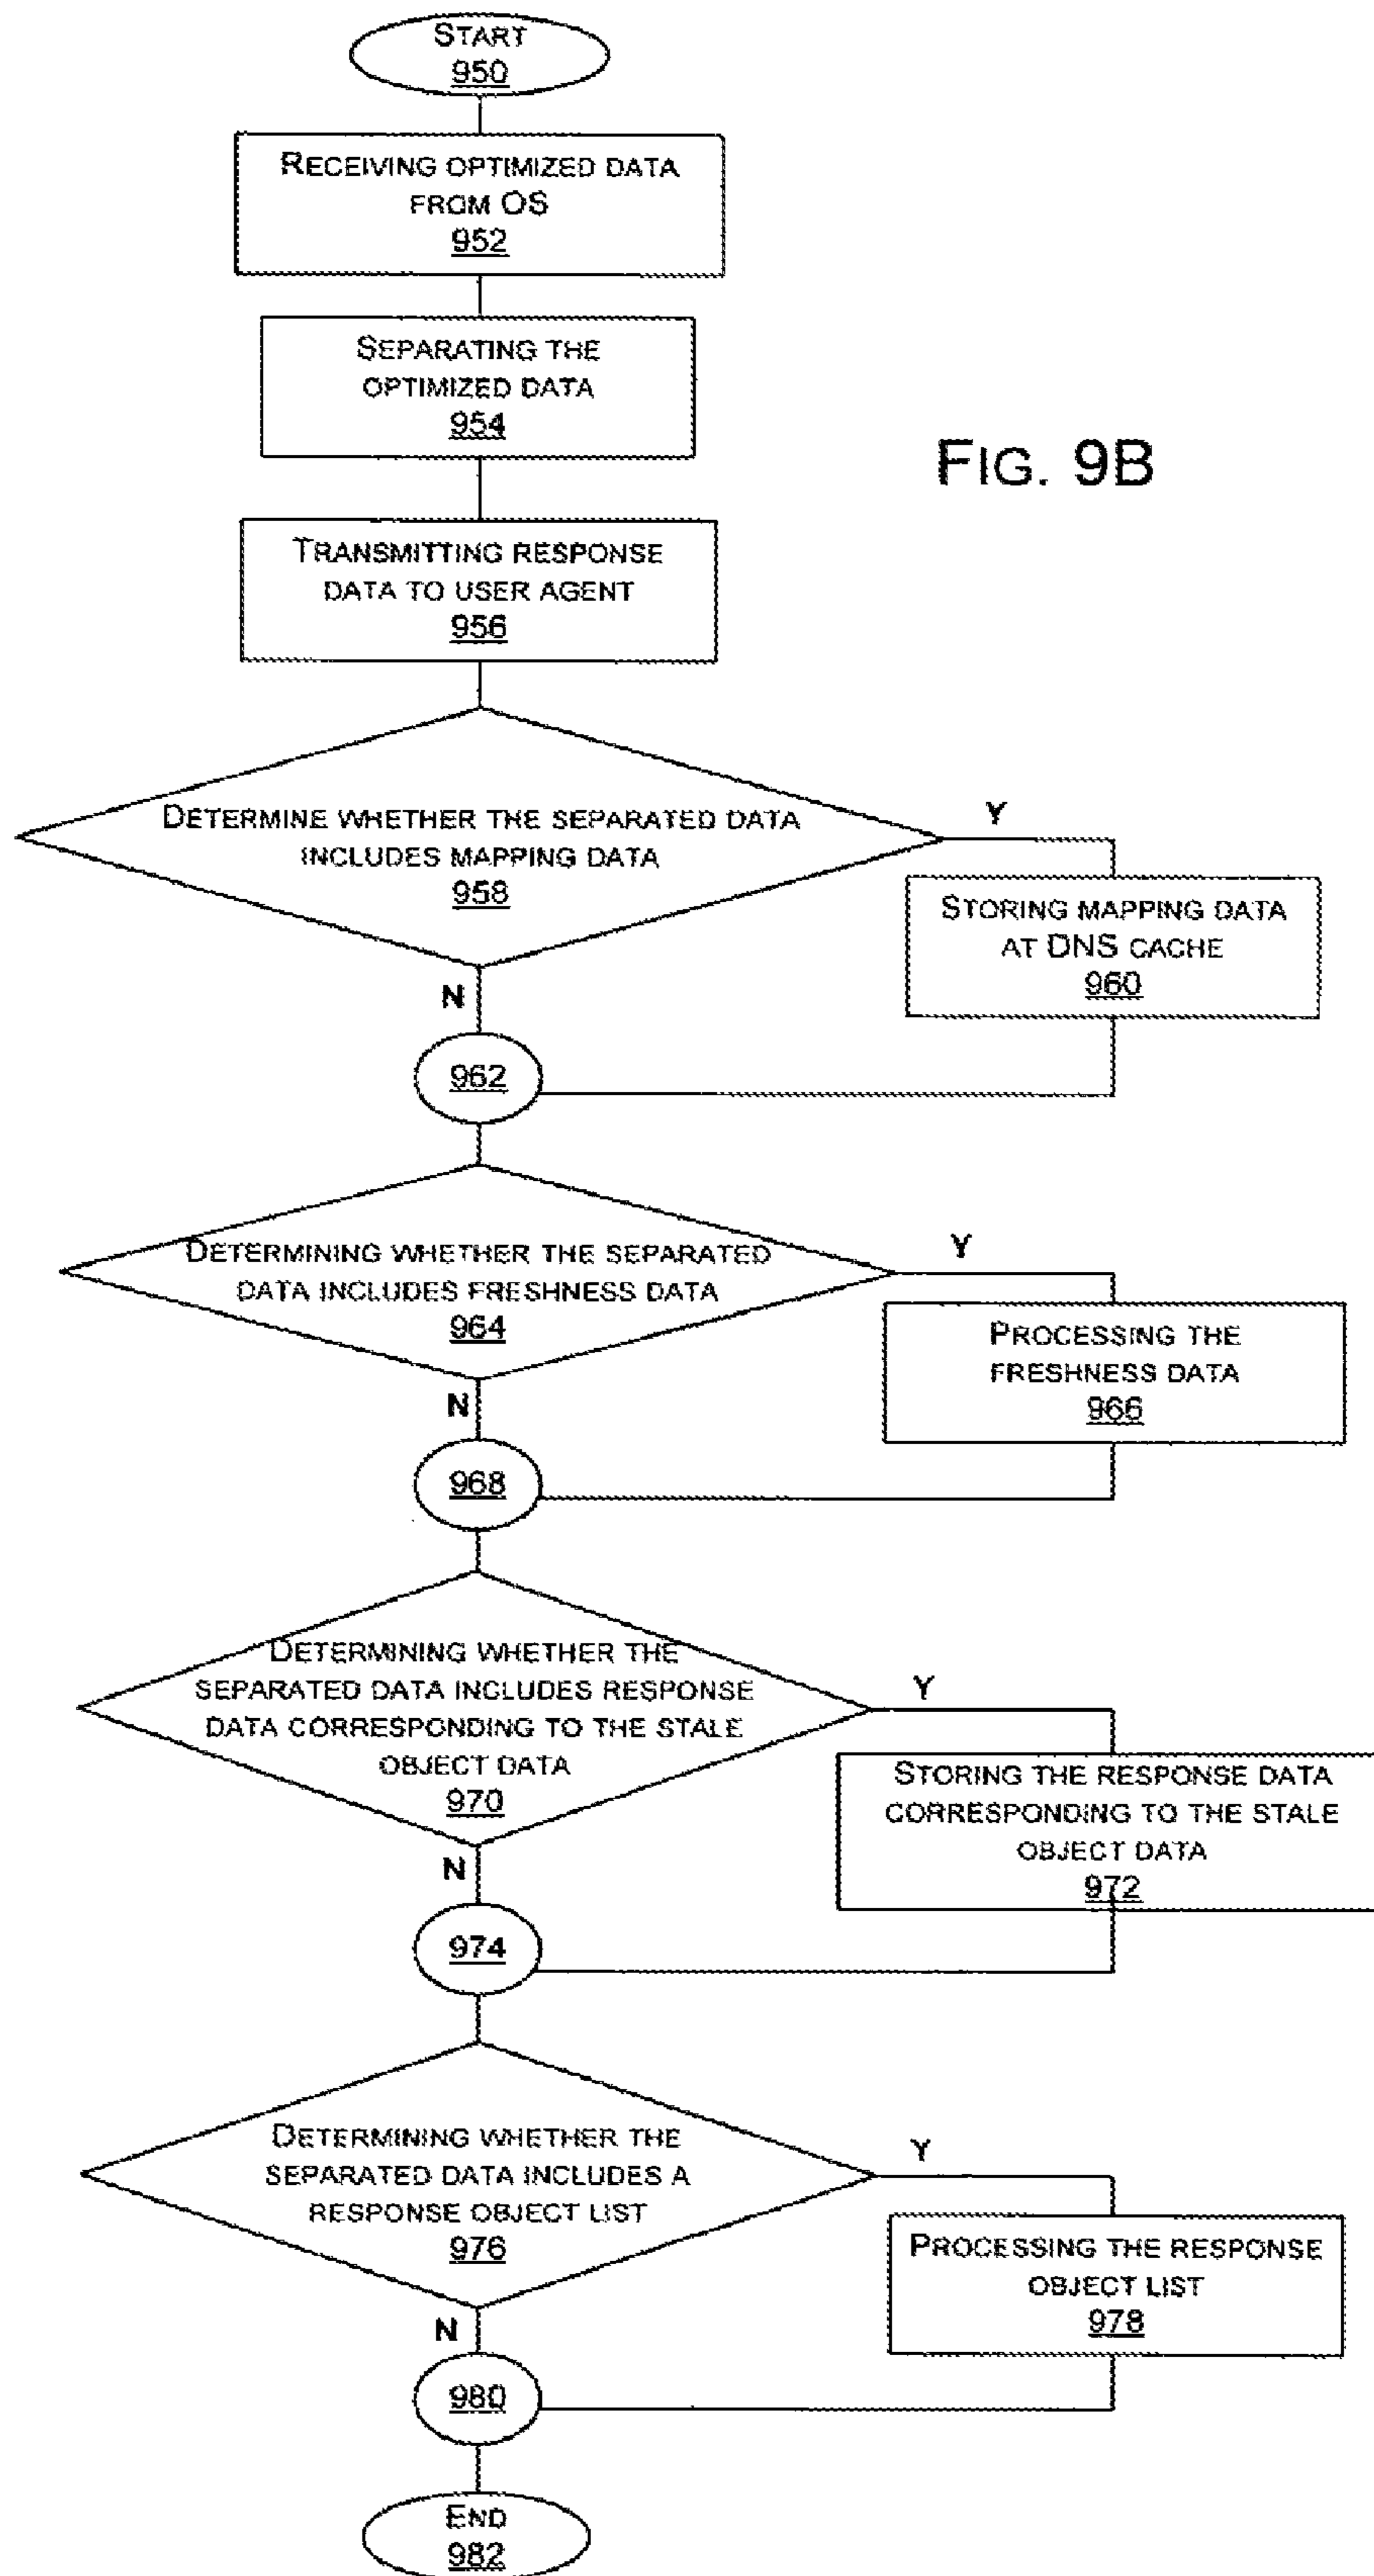 START
950
RECEIVING OPTIMIZED DATA
FROM OS
952
SEPARATING THE
OPTIMIZED DATA
954
FIG. 9B
TRANSMITTING RESPONSE
DATA TO USER AGENT
956
DETERMINE WHETHER THE SEPARATED DATA
INCLUDES MAPPING DATA
958
Y
STORING MAPPING DATA
AT DNS CACHE
960
N
962
DETERMINING WHETHER THE SEPARATED
DATA INCLUDES FRESHNESS DATA
964
Y
PROCESSING THE
FRESHNESS DATA
966
N
968
DETERMINING WHETHER THE
SEPARATED DATA INCLUDES RESPONSE
DATA CORRESPONDING TO THE STALE
OBJECT DATA
970
Y
STORING THE RESPONSE DATA
CORRESPONDING TO THE STALE
OBJECT DATA
972
N
974
DETERMINING WHETHER THE
SEPARATED DATA INCLUDES A
RESPONSE OBJECT LIST
976
Y
PROCESSING THE RESPONSE
OBJECT LIST
978
N
980
END
982